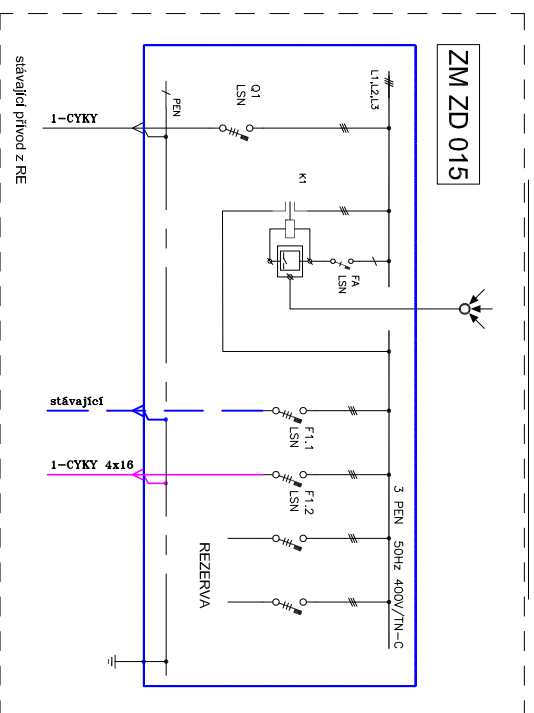 ZM ZD 015
L1,L2,L3
Q1
LSN
PEN
1-CYKY
stávající přívod z RE
K1
FA
LSN
stávající
F1.1
LSN
1-CYKY 4x16
F1.2
LSN
3 PEN 50Hz 400V/TN-C
REZERVA